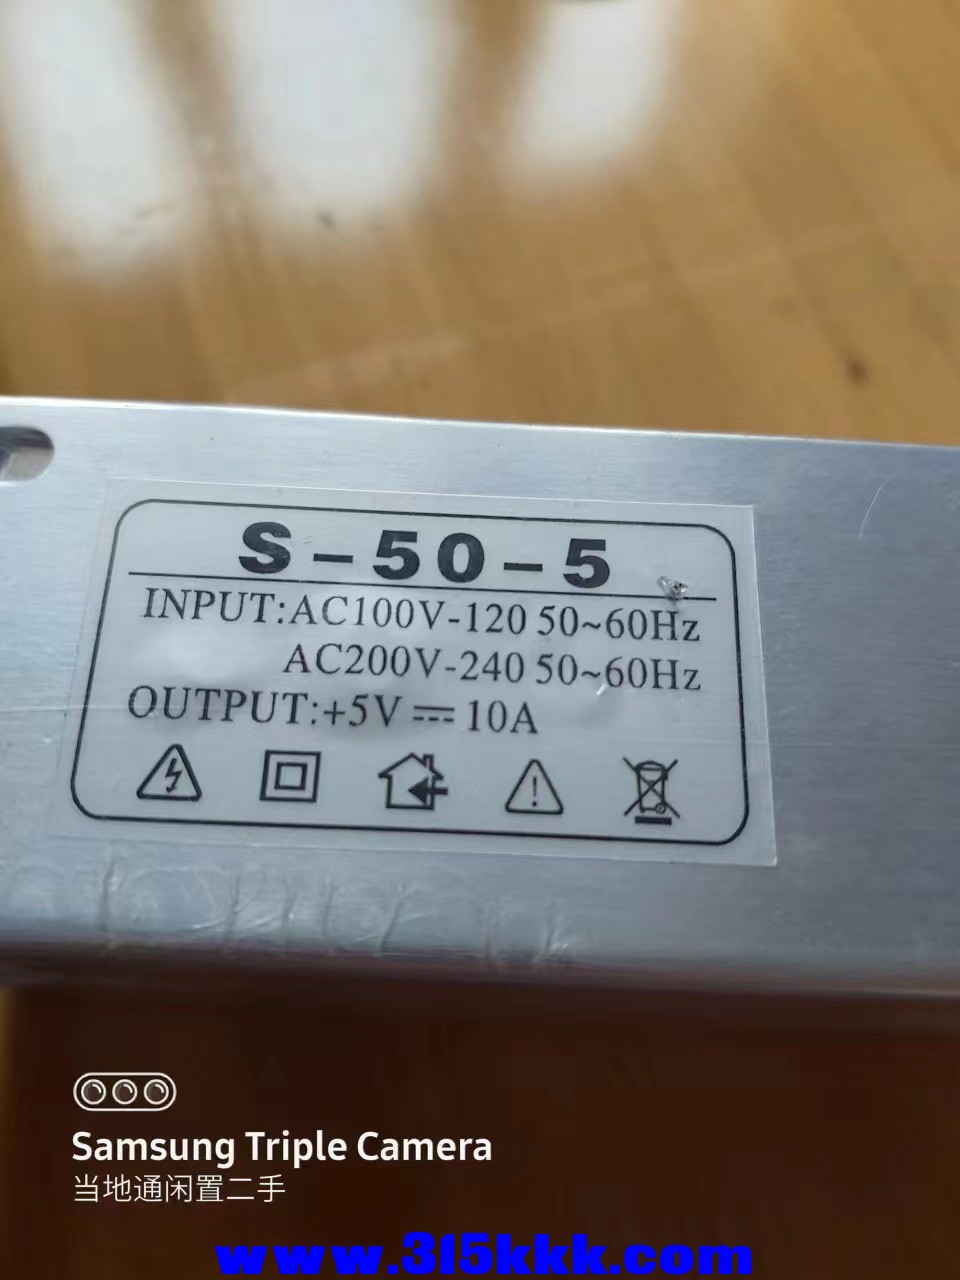 S-50-5
INPUT:AC100V-120 50~60Hz
AC200V-240 50~60Hz
OUTPUT:+5V⎓10A
Samsung Triple Camera
当地通闲置二手
www.315kkk.com